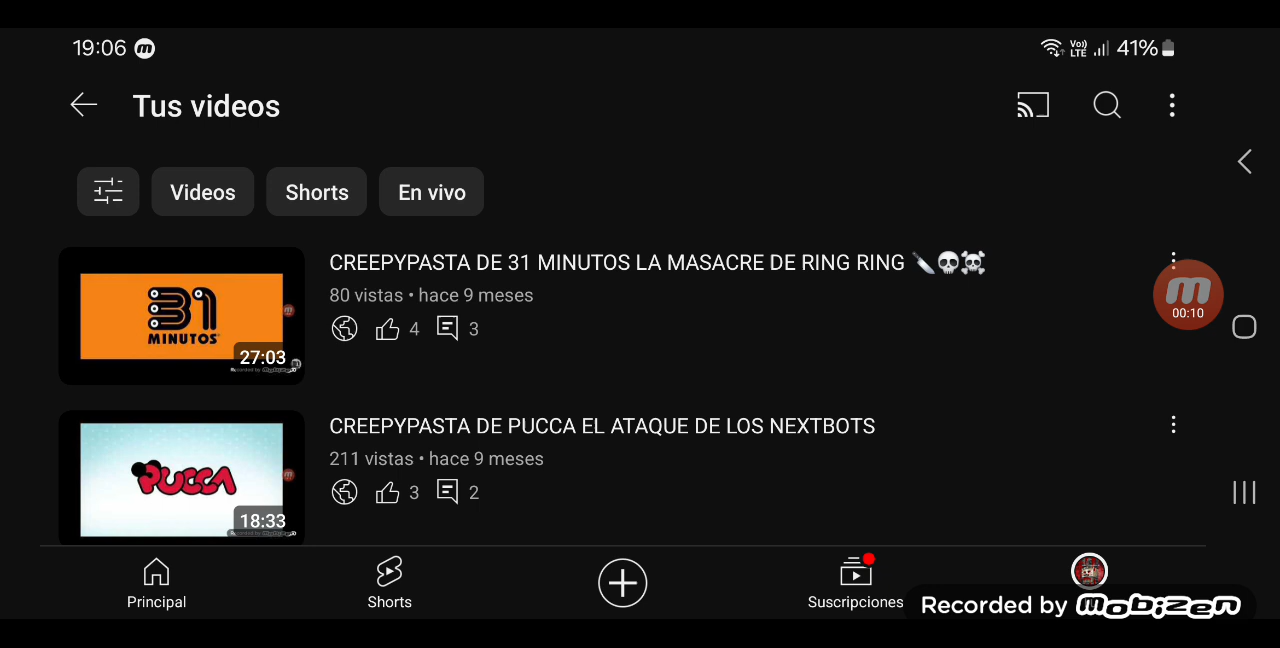 19:06
Vo))
LTE
41%
Tus videos
Videos
Shorts
En vivo
31
MINUTOS
27:03
CREEPYPASTA DE 31 MINUTOS LA MASACRE DE RING RING 🔪💀☠️
80 vistas • hace 9 meses
4
3
00:10
PUCCA
18:33
CREEPYPASTA DE PUCCA EL ATAQUE DE LOS NEXTBOTS
211 vistas • hace 9 meses
3
2
Principal
Shorts
Suscripciones
Recorded by mobizen